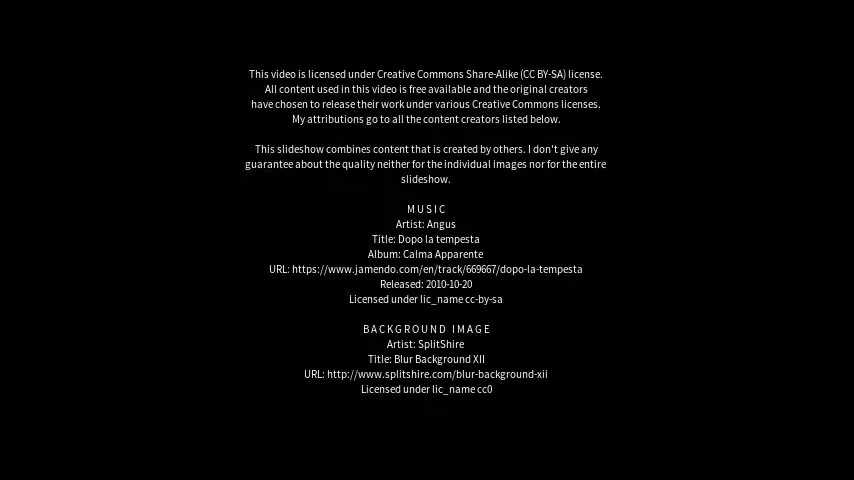 This video is licensed under Creative Commons Share-Alike (CC BY-SA) license.
All content used in this video is free available and the original creators
have chosen to release their work under various Creative Commons licenses.
My attributions go to all the content creators listed below.
This slideshow combines content that is created by others. I don't give any
guarantee about the quality neither for the individual images nor for the entire
slideshow.
MUSIC
Artist: Angus
Title: Dopo la tempesta
Album: Calma Apparente
URL: https://www.jamendo.com/en/track/669667/dopo-la-tempesta
Released: 2010-10-20
Licensed under lic_name cc-by-sa
BACKGROUND IMAGE
Artist: SplitShire
Title: Blur Background XII
URL: http://www.splitshire.com/blur-background-xii
Licensed under lic_name cc0